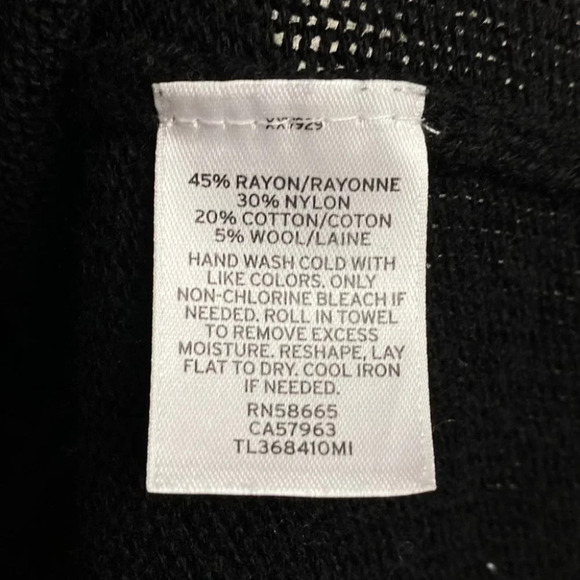 45% RAYON/RAYONNE
30% NYLON
20% COTTON/COTON
5% WOOL/LAINE
HAND WASH COLD WITH
LIKE COLORS. ONLY
NON-CHLORINE BLEACH IF
NEEDED. ROLL IN TOWEL
TO REMOVE EXCESS
MOISTURE. RESHAPE, LAY
FLAT TO DRY. COOL IRON
IF NEEDED.
RN58665
CA57963
TL368410MI